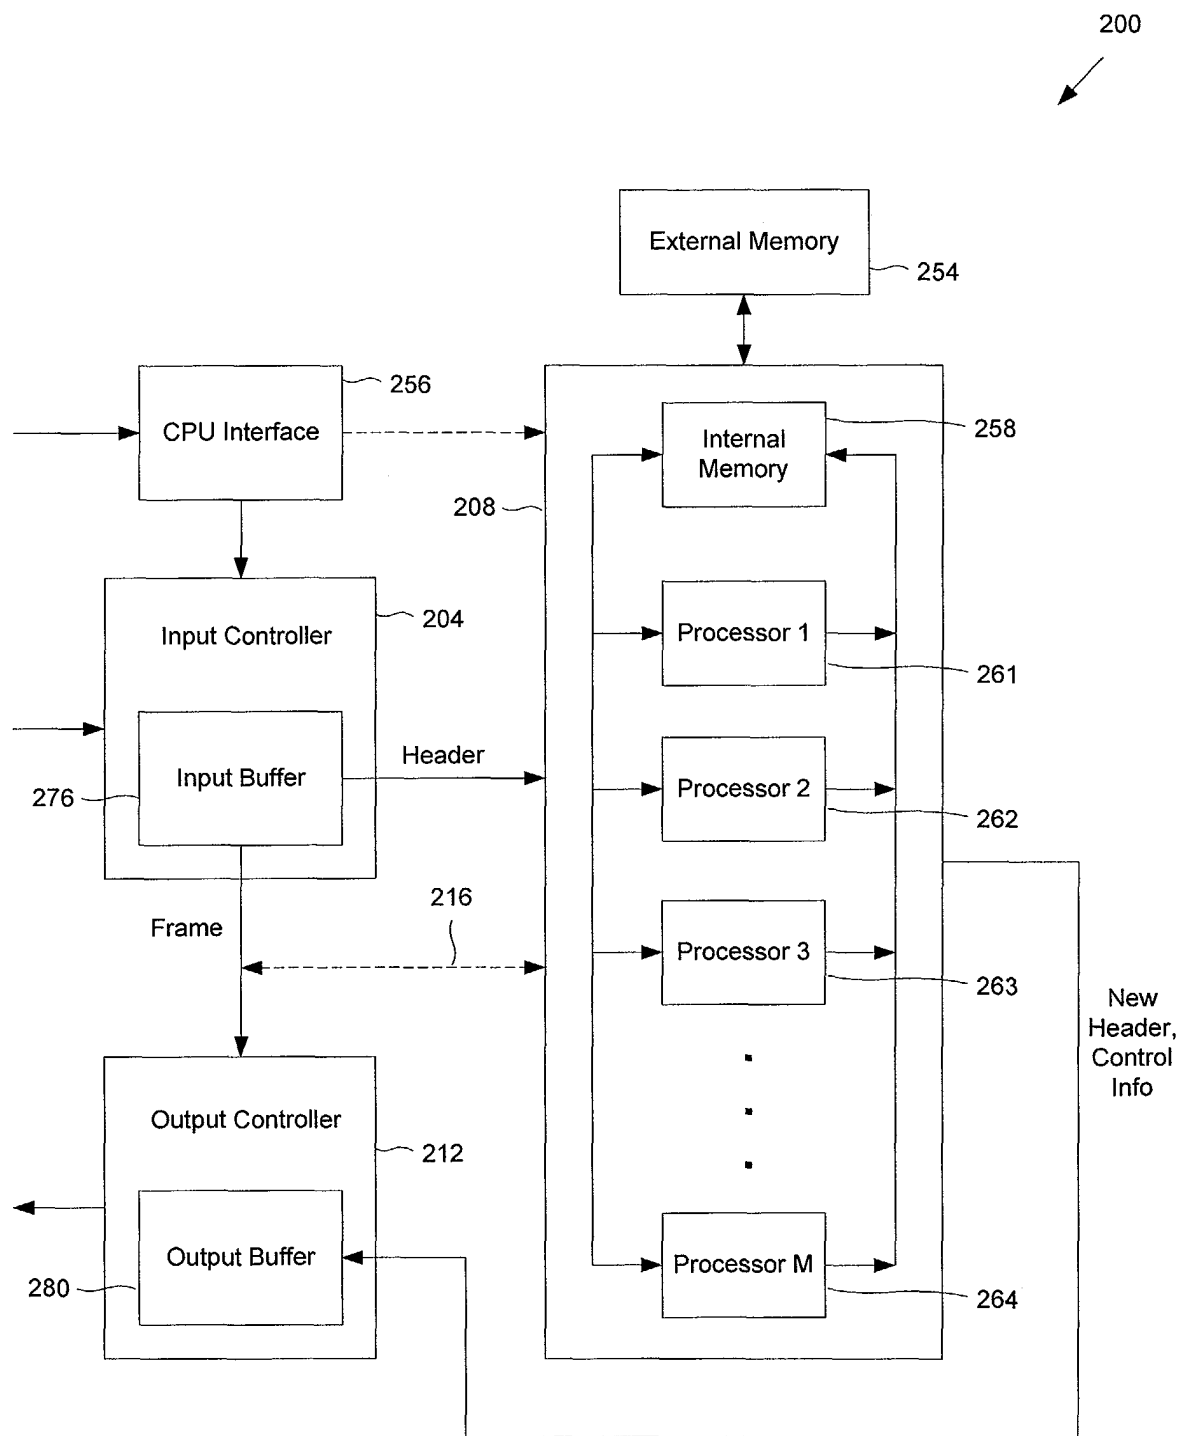 200
External Memory
254
256
CPU Interface
258
Internal
Memory
208
204
Input Controller
Processor 1
261
Header
Input Buffer
276
Processor 2
262
216
Frame
Processor 3
263
New
Header,
Control
Info
Output Controller
212
Output Buffer
280
Processor M
264